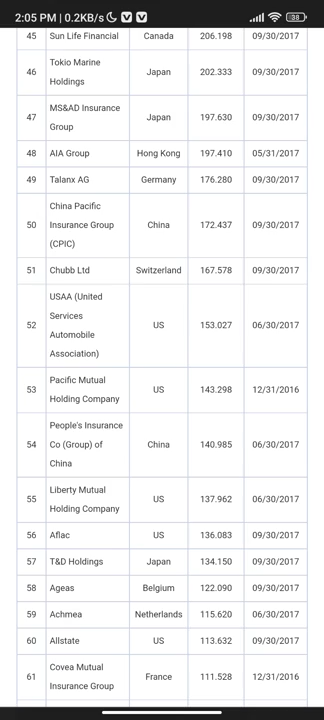 2:05 PM | 0.2KB/s
38
45 Sun Life Financial Canada 206.198 09/30/2017
46 Tokio Marine Holdings Japan 202.333 09/30/2017
47 MS&AD Insurance Group Japan 197.630 09/30/2017
48 AIA Group Hong Kong 197.410 05/31/2017
49 Talanx AG Germany 176.280 09/30/2017
50 China Pacific Insurance Group (CPIC) China 172.437 09/30/2017
51 Chubb Ltd Switzerland 167.578 09/30/2017
52 USAA (United Services Automobile Association) US 153.027 06/30/2017
53 Pacific Mutual Holding Company US 143.298 12/31/2016
54 People's Insurance Co (Group) of China China 140.985 06/30/2017
55 Liberty Mutual Holding Company US 137.962 06/30/2017
56 Aflac US 136.083 09/30/2017
57 T&D Holdings Japan 134.150 09/30/2017
58 Ageas Belgium 122.090 09/30/2017
59 Achmea Netherlands 115.620 06/30/2017
60 Allstate US 113.632 09/30/2017
61 Covea Mutual Insurance Group France 111.528 12/31/2016